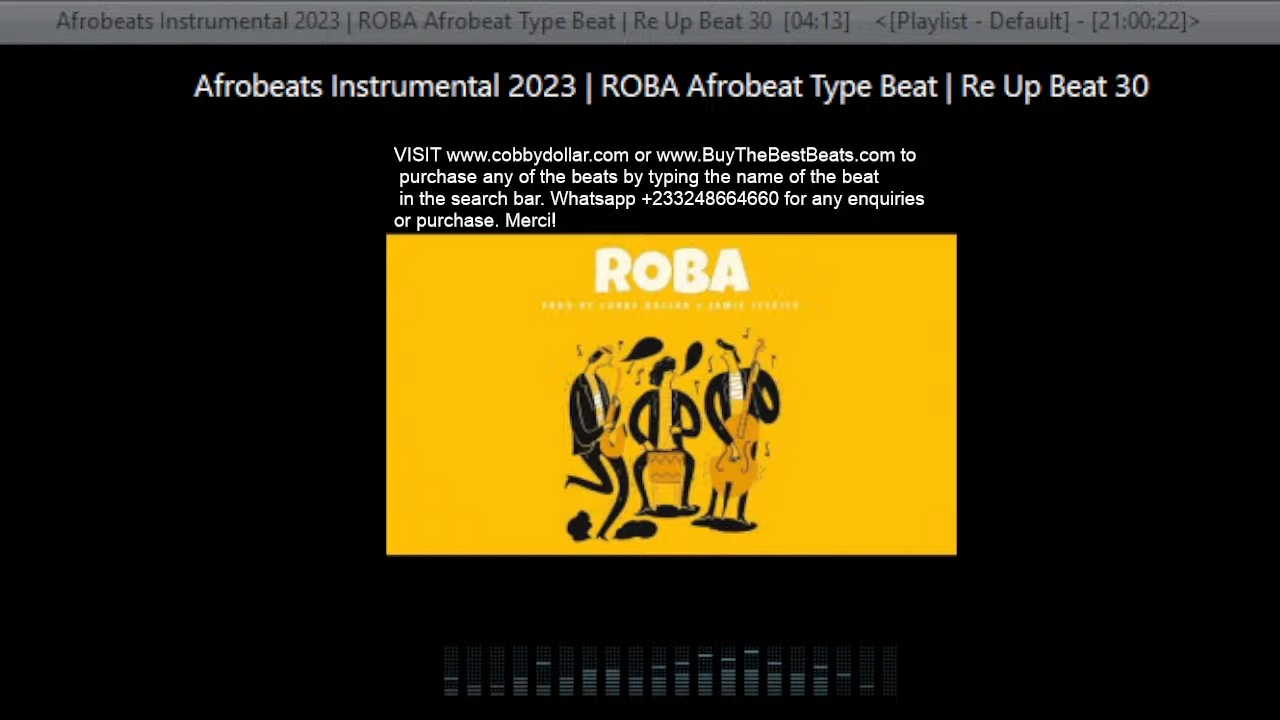 Afrobeats Instrumental 2023 | ROBA Afrobeat Type Beat | Re Up Beat 30 [04:13] <[Playlist - Default] - [21:00:22]>
Afrobeats Instrumental 2023 | ROBA Afrobeat Type Beat | Re Up Beat 30
VISIT www.cobbydollar.com or www.BuyTheBestBeats.com to
purchase any of the beats by typing the name of the beat
in the search bar. Whatsapp +233248664660 for any enquiries
or purchase. Merci!
ROBA